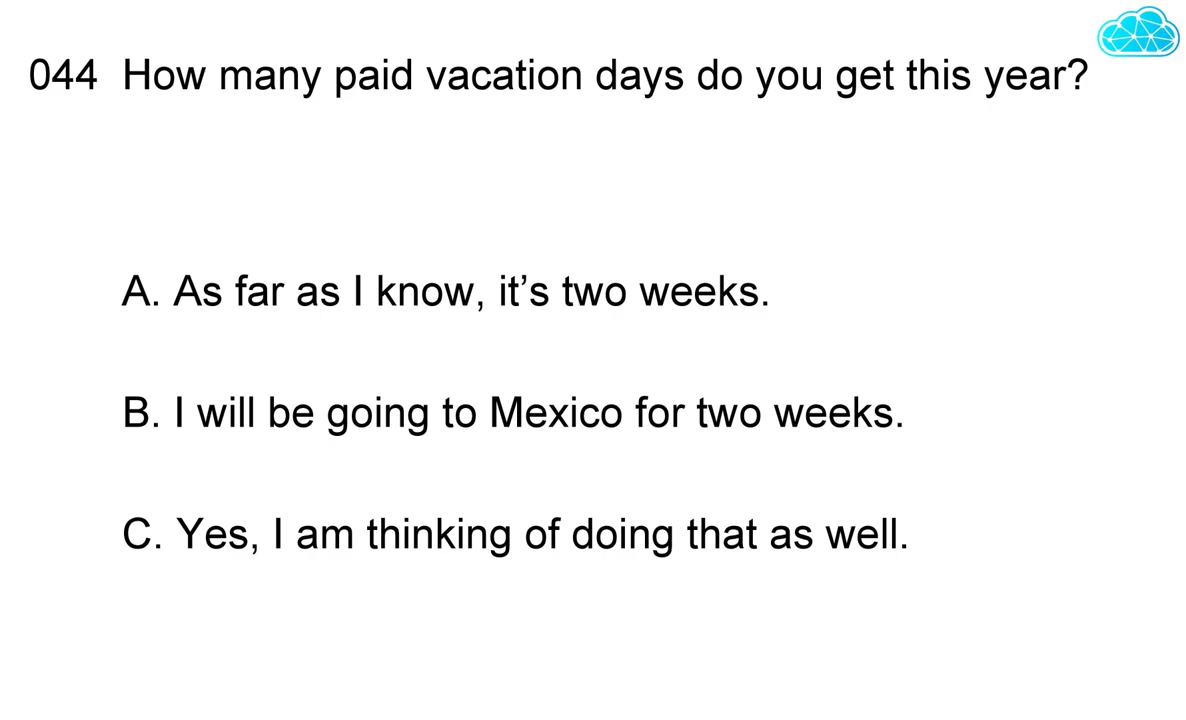 044 How many paid vacation days do you get this year?
A. As far as I know, it’s two weeks.
B. I will be going to Mexico for two weeks.
C. Yes, I am thinking of doing that as well.